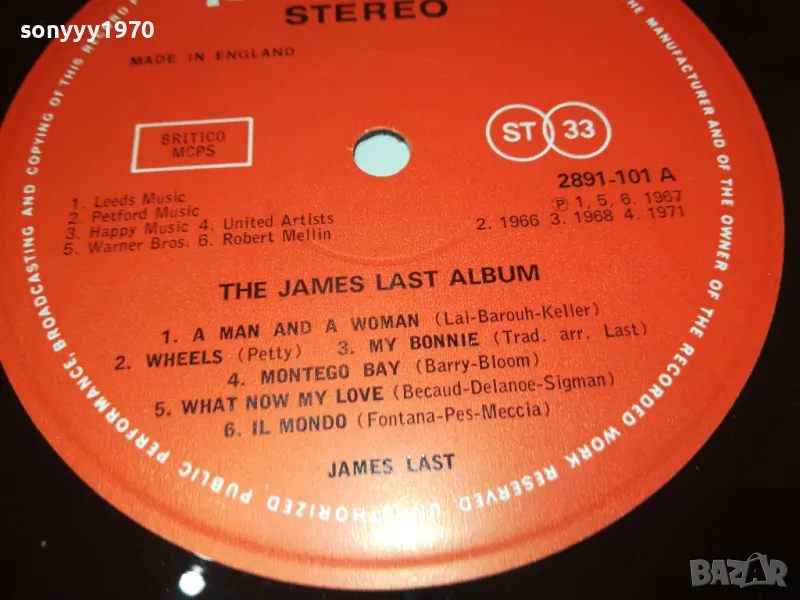 sonyyy1970
STEREO
MADE IN ENGLAND
BRITICO
MCPS
ST 33
2891-101 A
Ⓟ 1, 5, 6. 1967
2. 1966 3. 1968 4. 1971
1. Leeds Music
2. Petford Music
3. Happy Music 4. United Artists
5. Warner Bros. 6. Robert Mellin
THE JAMES LAST ALBUM
1. A MAN AND A WOMAN (Lai-Barouh-Keller)
2. WHEELS (Petty) 3. MY BONNIE (Trad. arr. Last)
4. MONTEGO BAY (Barry-Bloom)
5. WHAT NOW MY LOVE (Becaud-Delanoe-Sigman)
6. IL MONDO (Fontana-Pes-Meccia)
JAMES LAST
THE MANUFACTURER AND OF THE OWNER OF THE RECORDED WORK RESERVED. UNAUTHORIZED PUBLIC PERFORMANCE, BROADCASTING AND COPYING OF THIS RECORD
BAZAR